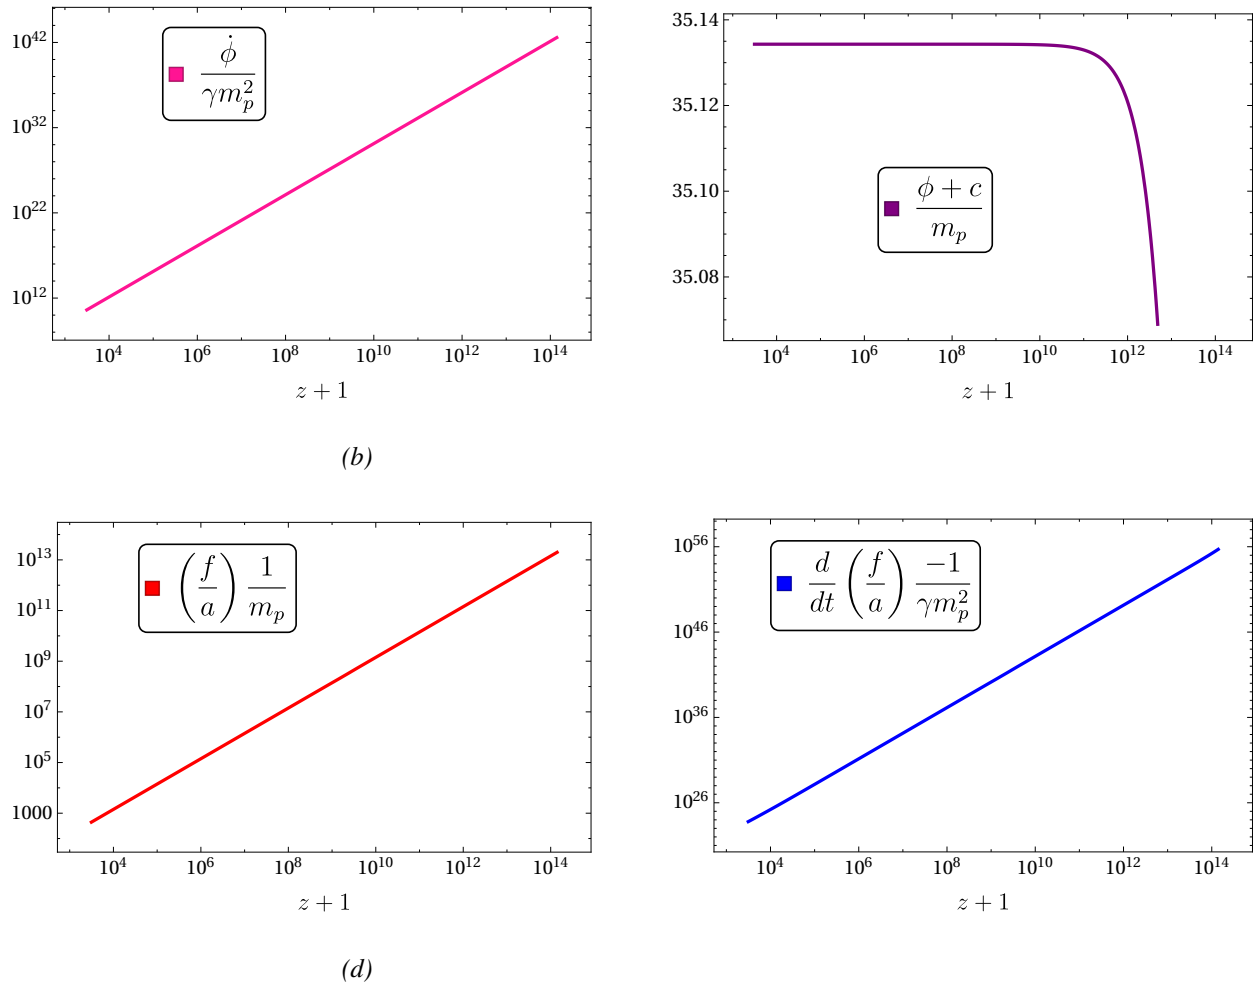 10^42
10^32
10^22
10^12
10^4 10^6 10^8 10^10 10^12 10^14
z + 1
\dot{ϕ} / γ m_p^2
35.14
35.12
35.10
35.08
10^4 10^6 10^8 10^10 10^12 10^14
z + 1
ϕ + c / m_p
(b)
10^13
10^11
10^9
10^7
10^5
1000
10^4 10^6 10^8 10^10 10^12 10^14
z + 1
(f / a) 1 / m_p
10^56
10^46
10^36
10^26
10^4 10^6 10^8 10^10 10^12 10^14
z + 1
d / dt (f / a) −1 / γ m_p^2
(d)